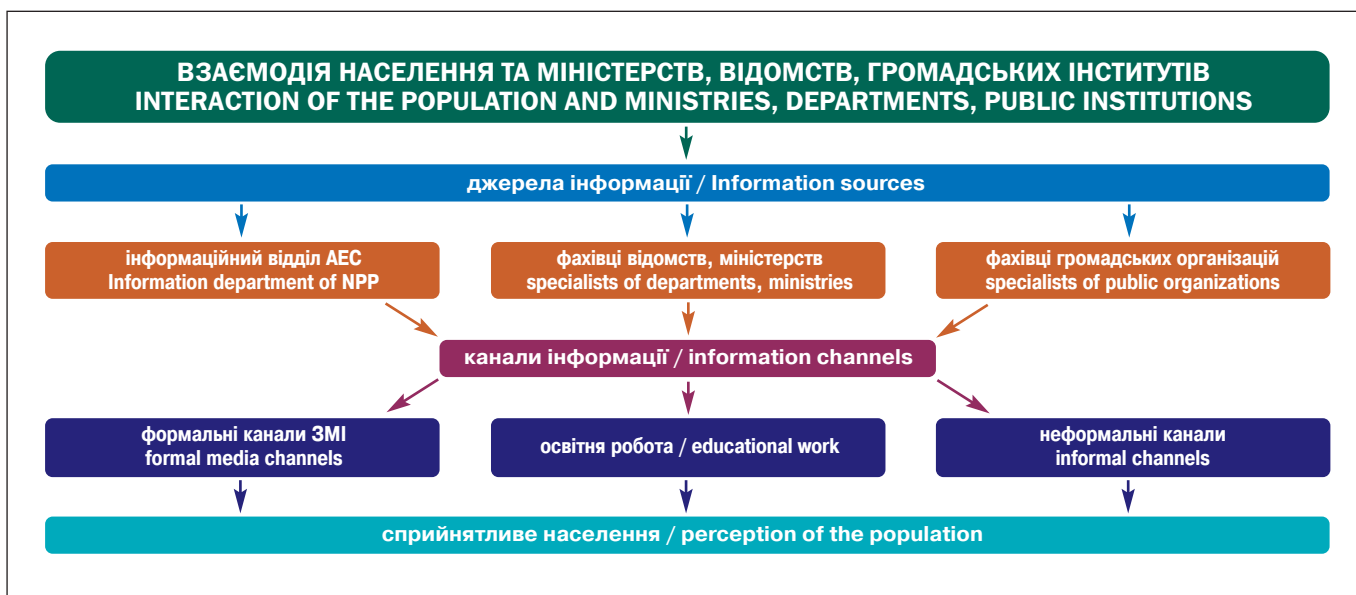 ВЗАЄМОДІЯ НАСЕЛЕННЯ ТА МІНІСТЕРСТВ, ВІДОМСТВ, ГРОМАДСЬКИХ ІНСТИТУТІВ
INTERACTION OF THE POPULATION AND MINISTRIES, DEPARTMENTS, PUBLIC INSTITUTIONS
джерела інформації / Information sources
інформаційний відділ АЕС
Information department of NPP
фахівці відомств, міністерств
specialists of departments, ministries
фахівці громадських організацій
specialists of public organizations
канали інформації / information channels
формальні канали ЗМІ
formal media channels
освітня робота / educational work
неформальні канали
informal channels
сприйнятливе населення / perception of the population